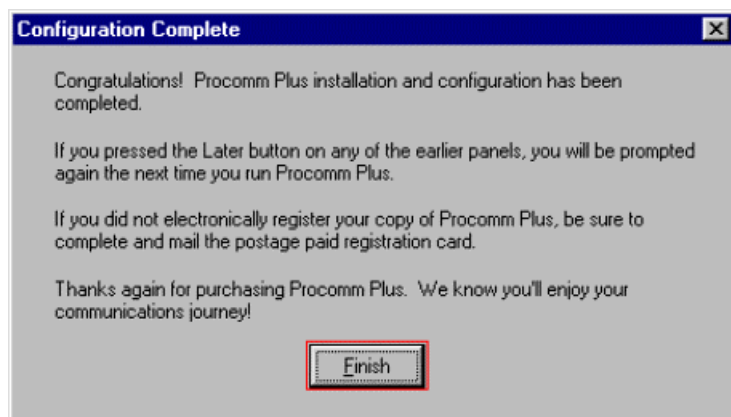 Configuration Complete
Congratulations!  Procomm Plus installation and configuration has been
completed.
If you pressed the Later button on any of the earlier panels, you will be prompted
again the next time you run Procomm Plus.
If you did not electronically register your copy of Procomm Plus, be sure to
complete and mail the postage paid registration card.
Thanks again for purchasing Procomm Plus.  We know you'll enjoy your
communications journey!
Finish